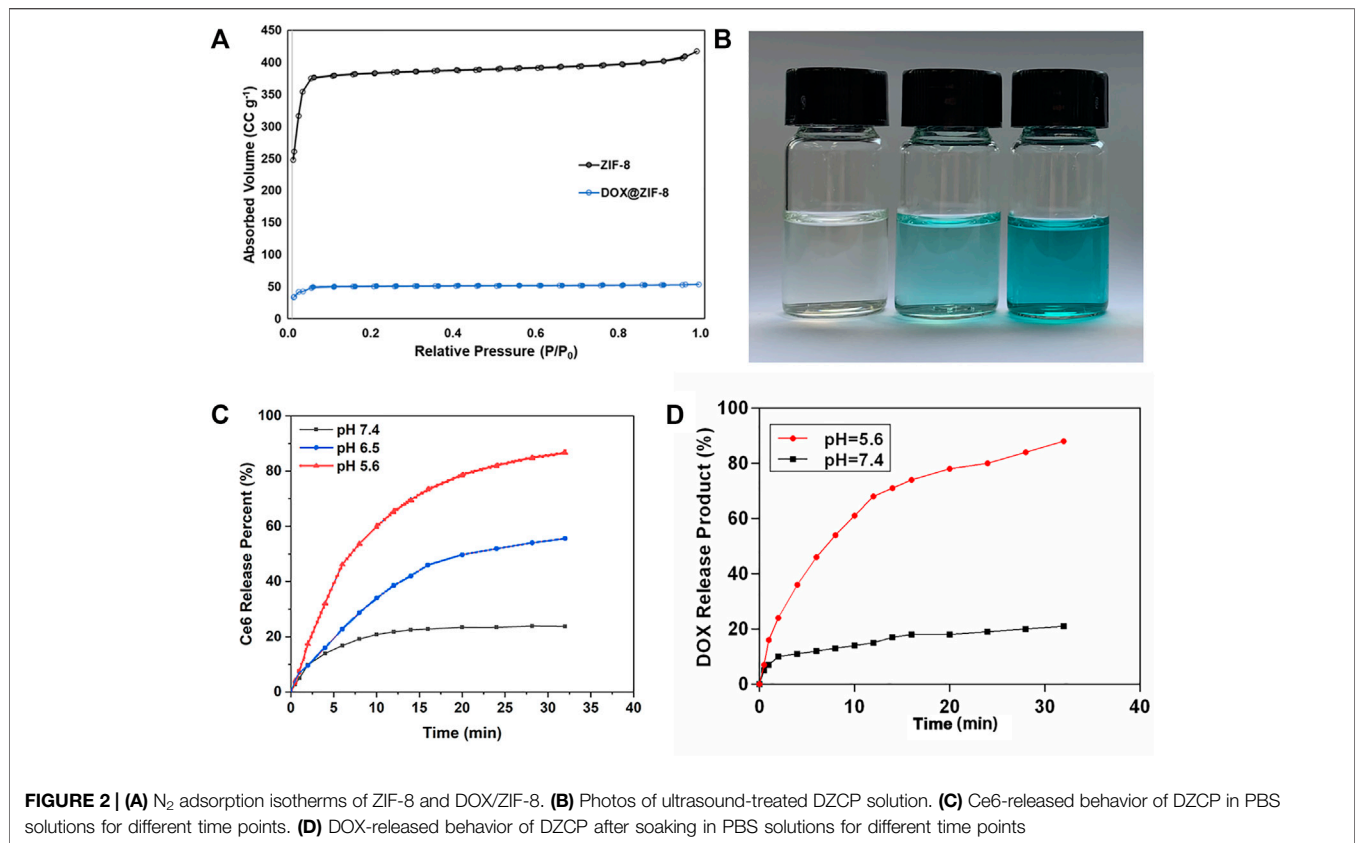 A
450
400
350
300
250
200
150
100
50
0
Absorbed Volume (CC g⁻¹)
ZIF-8
DOX@ZIF-8
0.0 0.2 0.4 0.6 0.8 1.0
Relative Pressure (P/P₀)
B
C
100
80
60
40
20
0
Ce6 Release Percent (%)
pH 7.4
pH 6.5
pH 5.6
0 5 10 15 20 25 30 35 40
Time (min)
D
100
80
60
40
20
0
DOX Release Product (%)
pH=5.6
pH=7.4
0 10 20 30 40
Time (min)
FIGURE 2 | (A) N₂ adsorption isotherms of ZIF-8 and DOX/ZIF-8. (B) Photos of ultrasound-treated DZCP solution. (C) Ce6-released behavior of DZCP in PBS
solutions for different time points. (D) DOX-released behavior of DZCP after soaking in PBS solutions for different time points